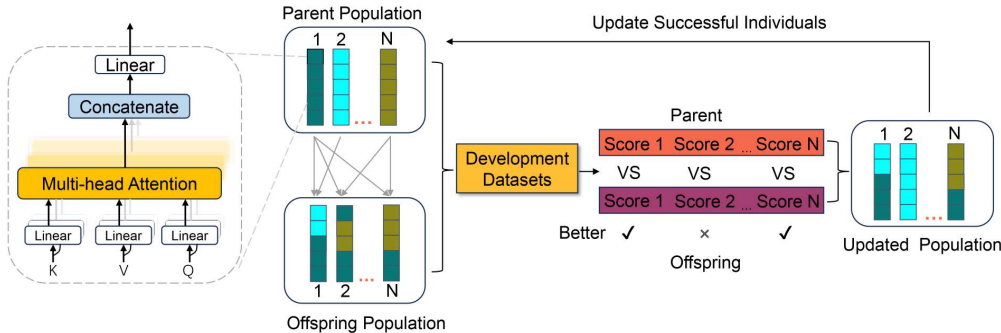 Linear
Concatenate
Multi-head Attention
Linear Linear Linear
K V Q
Parent Population
1 2 N
...
1 2 N
...
Offspring Population
Development
Datasets
Update Successful Individuals
Parent
Score 1 Score 2 ... Score N
VS VS VS
Score 1 Score 2 ... Score N
Better ✓ × ✓
Offspring
1 2 N
...
Updated Population